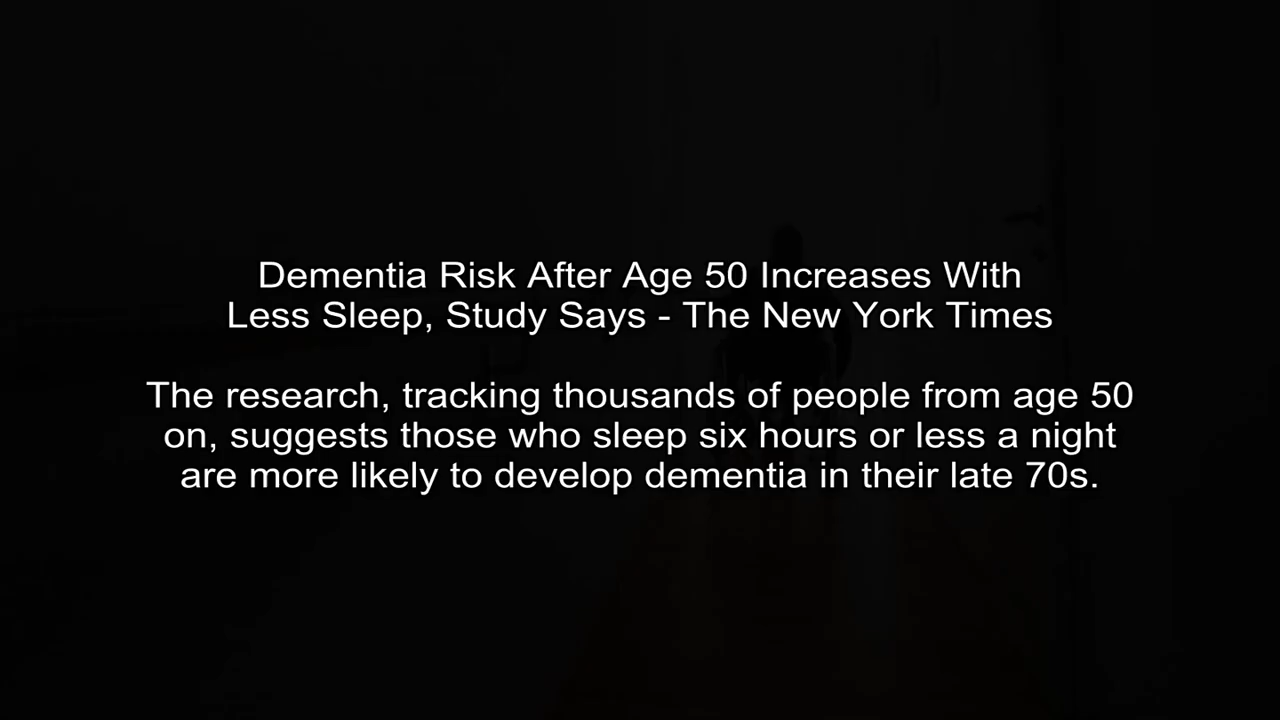 Dementia Risk After Age 50 Increases With
Less Sleep, Study Says - The New York Times
The research, tracking thousands of people from age 50
on, suggests those who sleep six hours or less a night
are more likely to develop dementia in their late 70s.